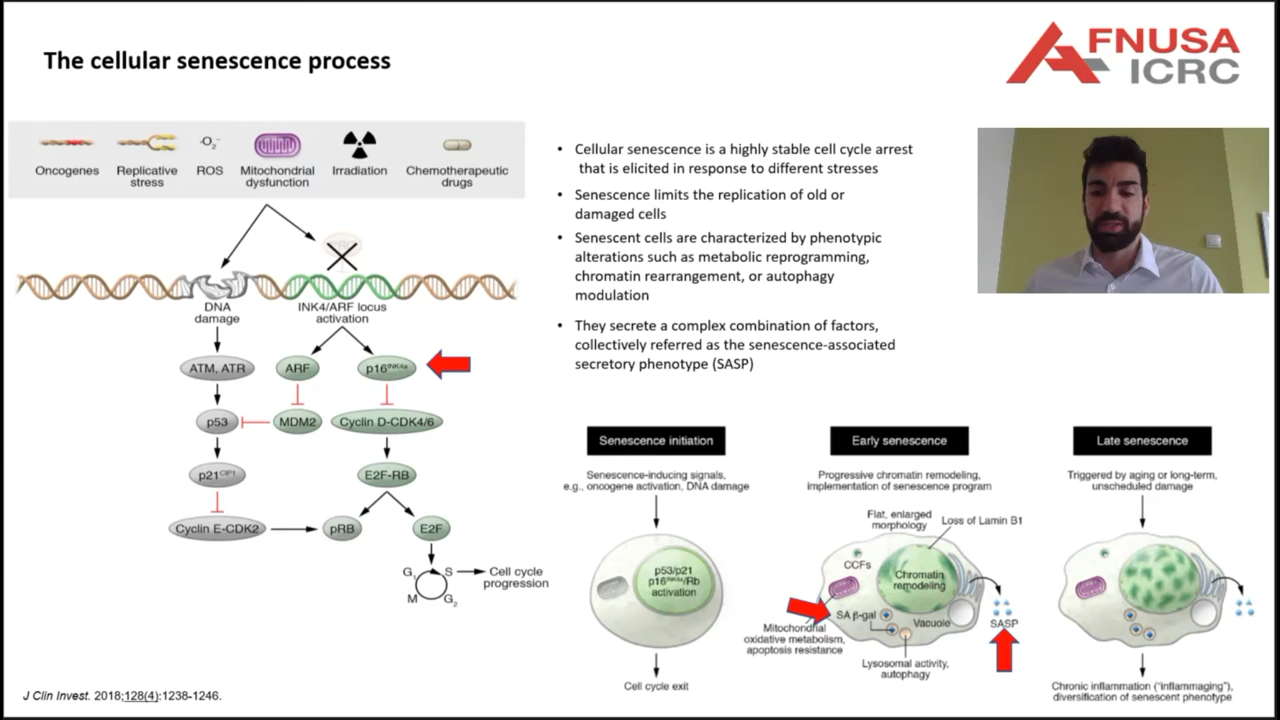 The cellular senescence process
FNUSA
ICRC
Oncogenes
Replicative
stress
·O₂⁻
ROS
Mitochondrial
dysfunction
Irradiation
Chemotherapeutic
drugs
DNA
damage
INK4/ARF locus
activation
ATM, ATR
ARF
p16ᴵᴺᴷ⁴ᵃ
p53
MDM2
Cyclin D-CDK4/6
p21ᶜᴵᴾ¹
E2F-RB
Cyclin E-CDK2
pRB
E2F
G₁
S
M
G₂
Cell cycle
progression
J Clin Invest. 2018;128(4):1238-1246.
• Cellular senescence is a highly stable cell cycle arrest
that is elicited in response to different stresses
• Senescence limits the replication of old or
damaged cells
• Senescent cells are characterized by phenotypic
alterations such as metabolic reprogramming,
chromatin rearrangement, or autophagy
modulation
• They secrete a complex combination of factors,
collectively referred as the senescence-associated
secretory phenotype (SASP)
Senescence initiation
Senescence-inducing signals,
e.g., oncogene activation, DNA damage
p53/p21
p16ᴵᴺᴷ⁴ᵃ/Rb
activation
Cell cycle exit
Early senescence
Progressive chromatin remodeling,
implementation of senescence program
Flat, enlarged
morphology
Loss of Lamin B1
CCFs
Chromatin
remodeling
SA β-gal
Vacuole
SASP
Mitochondrial
oxidative metabolism,
apoptosis resistance
Lysosomal activity,
autophagy
Late senescence
Triggered by aging or long-term,
unscheduled damage
Chronic inflammation ("inflammaging"),
diversification of senescent phenotype